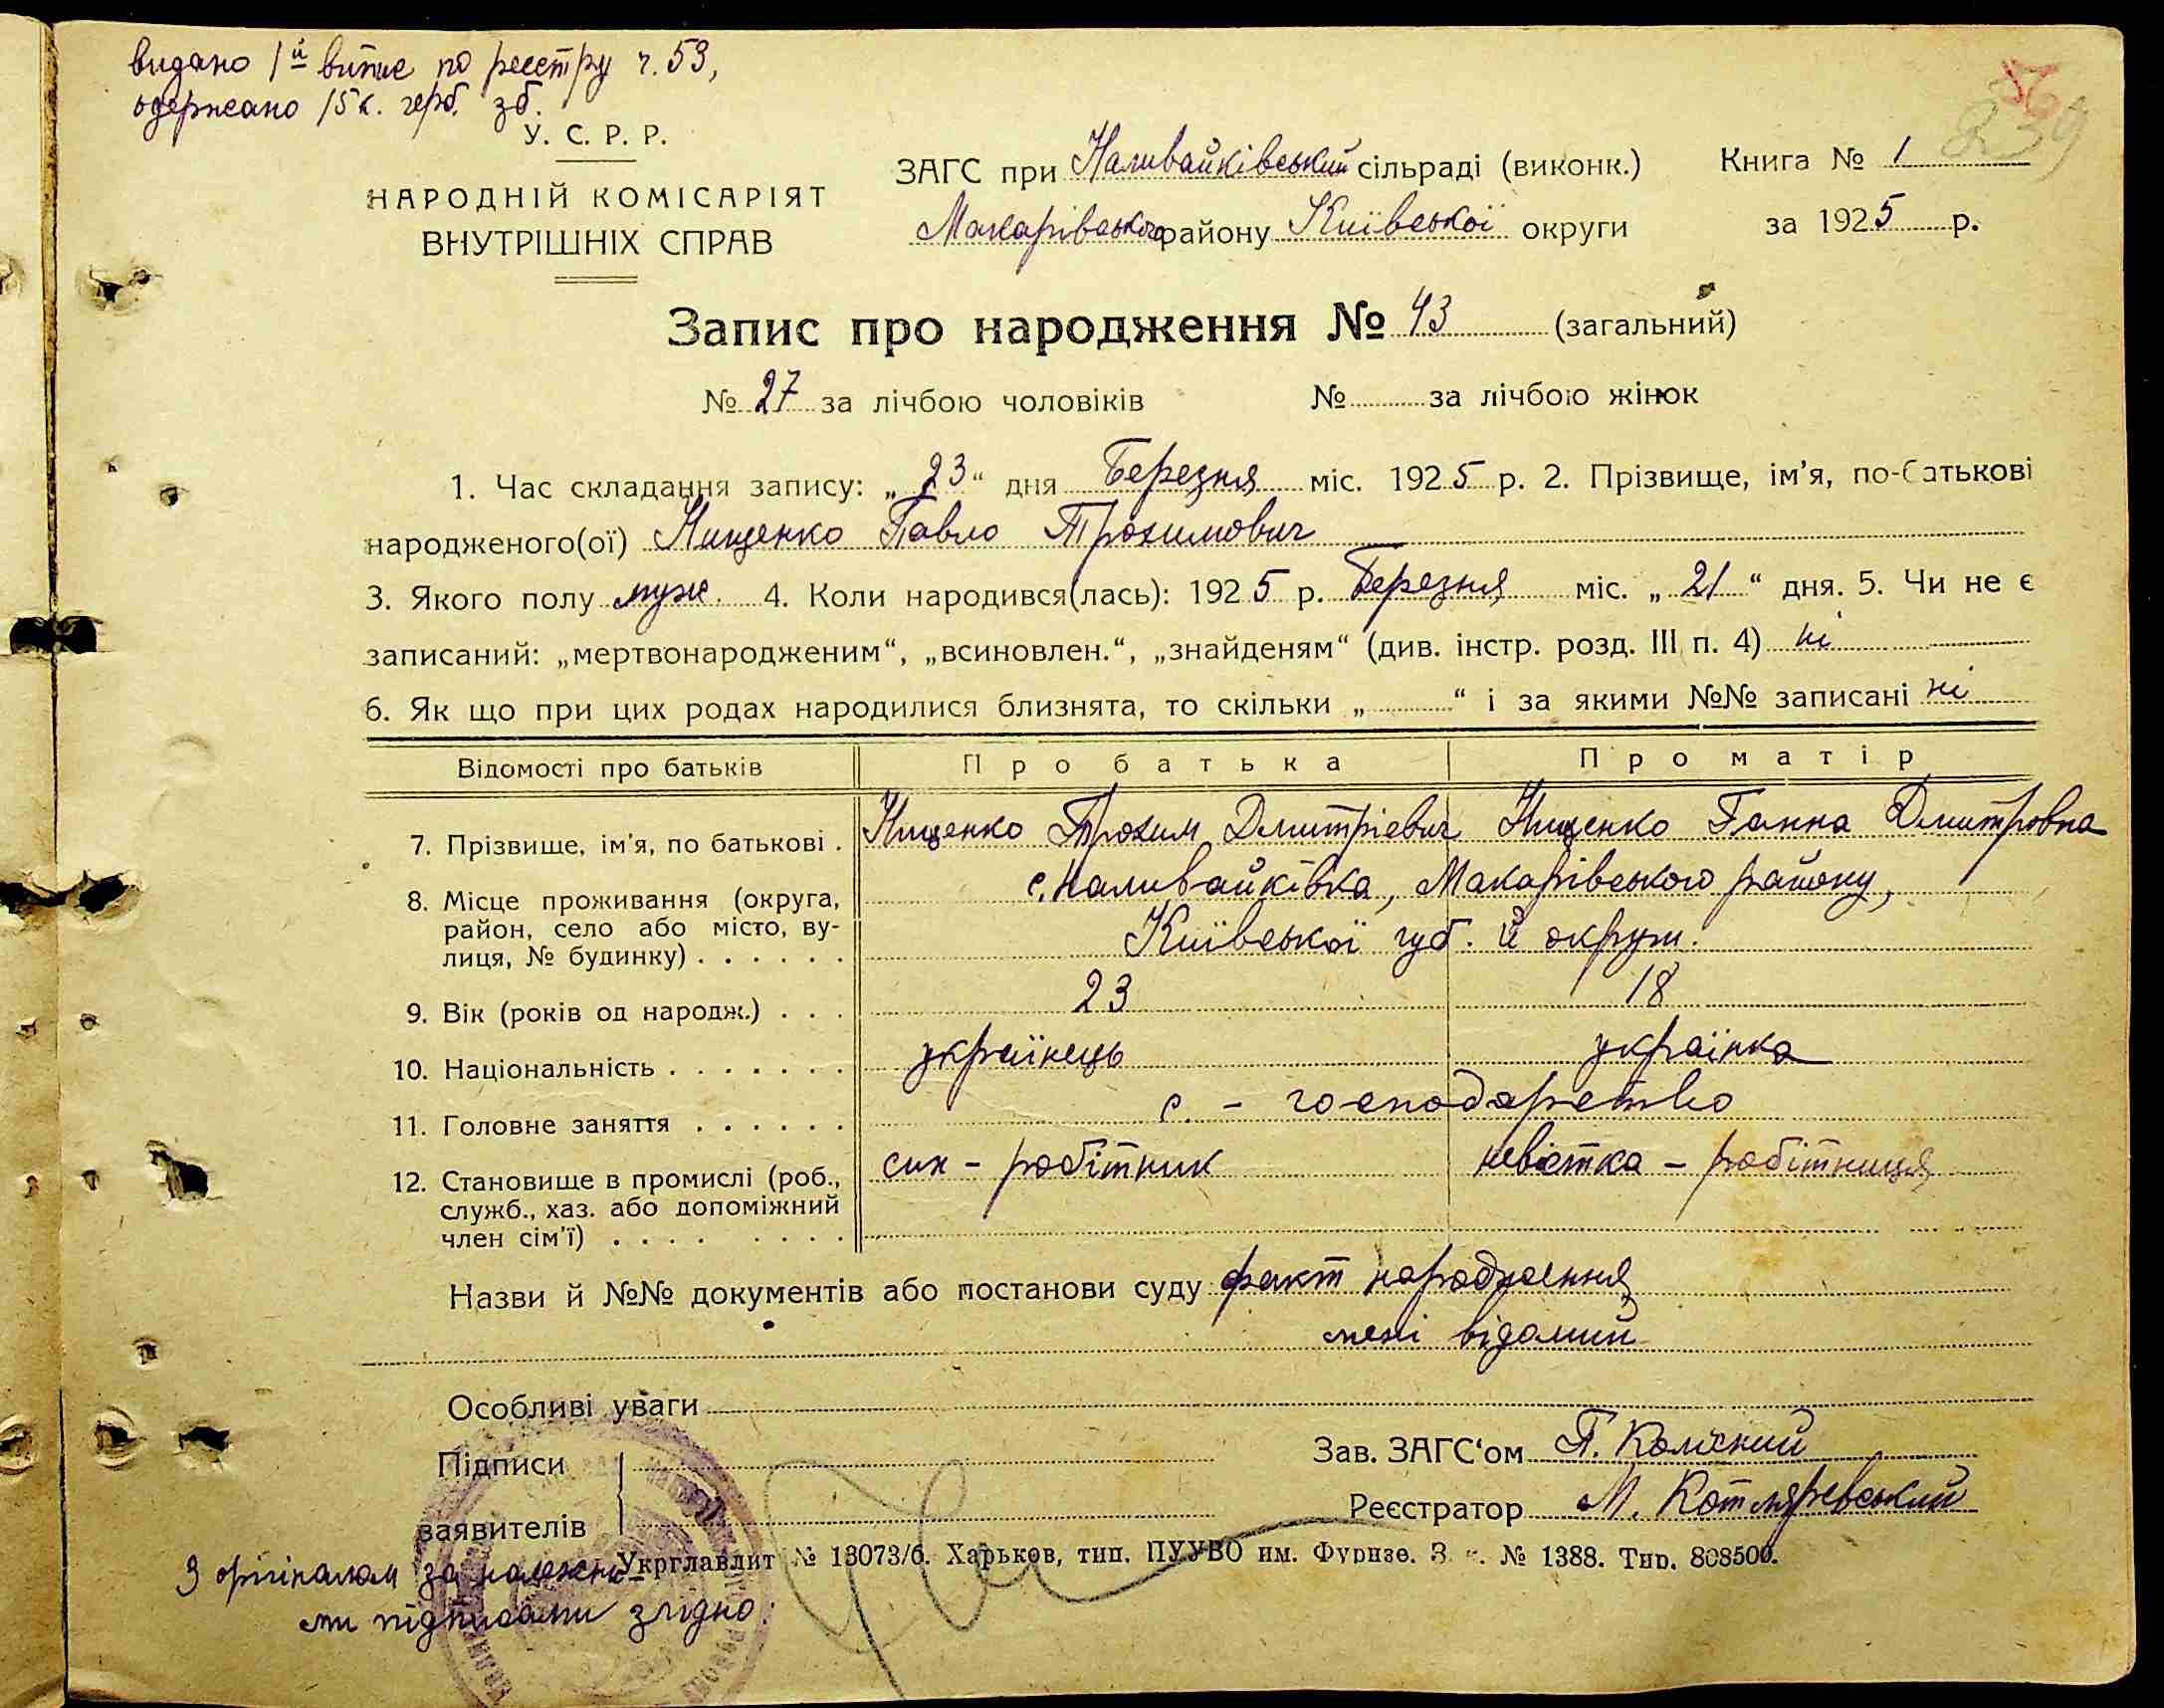 видано 1й випис по реєстру ч. 53,
одержано 15 к. герб. зб.
У. С. Р. Р.
НАРОДНІЙ КОМІСАРІЯТ
ВНУТРІШНІХ СПРАВ
ЗАГС при Наливайківський сільраді (виконк.)
Макарівського району Київської округи
Книга № 1
за 1925 р.
Запис про народження № 43 (загальний)
№ 27 за лічбою чоловіків № за лічбою жінок
1. Час складання запису: „23“ дня Березня міс. 1925 р. 2. Прізвище, ім'я, по-батькові
народженого(ої) Нищенко Павло Трохимович
3. Якого полу муж. 4. Коли народився(лась): 1925 р. Березня міс. „21“ дня. 5. Чи не є
записаний: „мертвонародженим“, „всиновлен.“, „знайденям“ (див. інстр. розд. III п. 4) ні
6. Як що при цих родах народилися близнята, то скільки „ “ і за якими №№ записані ні
Відомості про батьків Про батька Про матір
7. Прізвище, ім'я, по батькові . Нищенко Трохим Дмитрієвич Нищенко Ганна Дмитровна
8. Місце проживання (округа, с. Наливайківка, Макарівського району,
район, село або місто, ву-
лиця, № будинку) . . . . . . Київської губ. й окруж.
9. Вік (років од народж.) . . . 23 18
10. Національність . . . . . . . українець українка
11. Головне заняття . . . . . . с. - господарство
12. Становище в промислі (роб., син - робітник невістка - робітниця
служб., хаз. або допоміжний
член сім'ї) . . . . . . . .
Назви й №№ документів або постанови суду факт народження
мені відомий
Особливі уваги
Підписи
заявителів
Зав. ЗАГС'ом П.
Реєстратор М. Котляревський
Укрглавлит № 13073/б. Харьков, тип. ПУУВО им. Фрунзе. З № 1388. Тир. 808500.
З оріґіналом за належни-
ми підписами згідно: